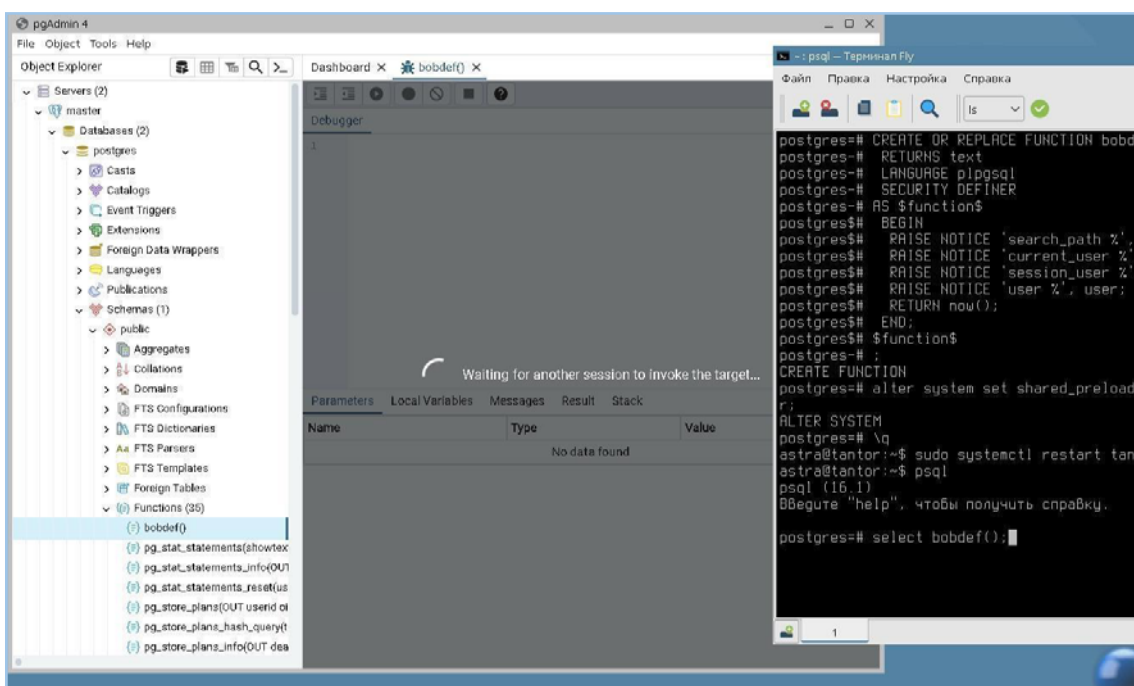 pgAdmin 4
File Object Tools Help
Object Explorer
Servers (2)
master
Databases (2)
postgres
Casts
Catalogs
Event Triggers
Extensions
Foreign Data Wrappers
Languages
Publications
Schemas (1)
public
Aggregates
Collations
Domains
FTS Configurations
FTS Dictionaries
FTS Parsers
FTS Templates
Foreign Tables
Functions (35)
bobdef()
pg_stat_statements(showtex
pg_stat_statements_info(OUT
pg_stat_statements_reset(us
pg_store_plans(OUT userid oi
pg_store_plans_hash_query(t
pg_store_plans_info(OUT dea
Dashboard
bobdef()
Debugger
1
Waiting for another session to invoke the target...
Parameters Local Variables Messages Result Stack
Name Type Value
No data found
- : psql — Терминал Fly
Файл Правка Настройка Справка
ls
postgres=# CREATE OR REPLACE FUNCTION bobd
postgres-# RETURNS text
postgres-# LANGUAGE plpgsql
postgres-# SECURITY DEFINER
postgres-# AS $function$
postgres$# BEGIN
postgres$# RAISE NOTICE 'search_path %',
postgres$# RAISE NOTICE 'current_user %'
postgres$# RAISE NOTICE 'session_user %'
postgres$# RAISE NOTICE 'user %', user;
postgres$# RETURN now();
postgres$# END;
postgres$# $function$
postgres-# ;
CREATE FUNCTION
postgres=# alter system set shared_preload
r;
ALTER SYSTEM
postgres=# \q
astra@tantor:~$ sudo systemctl restart tan
astra@tantor:~$ psql
psql (16.1)
Введите "help", чтобы получить справку.
postgres=# select bobdef();
1